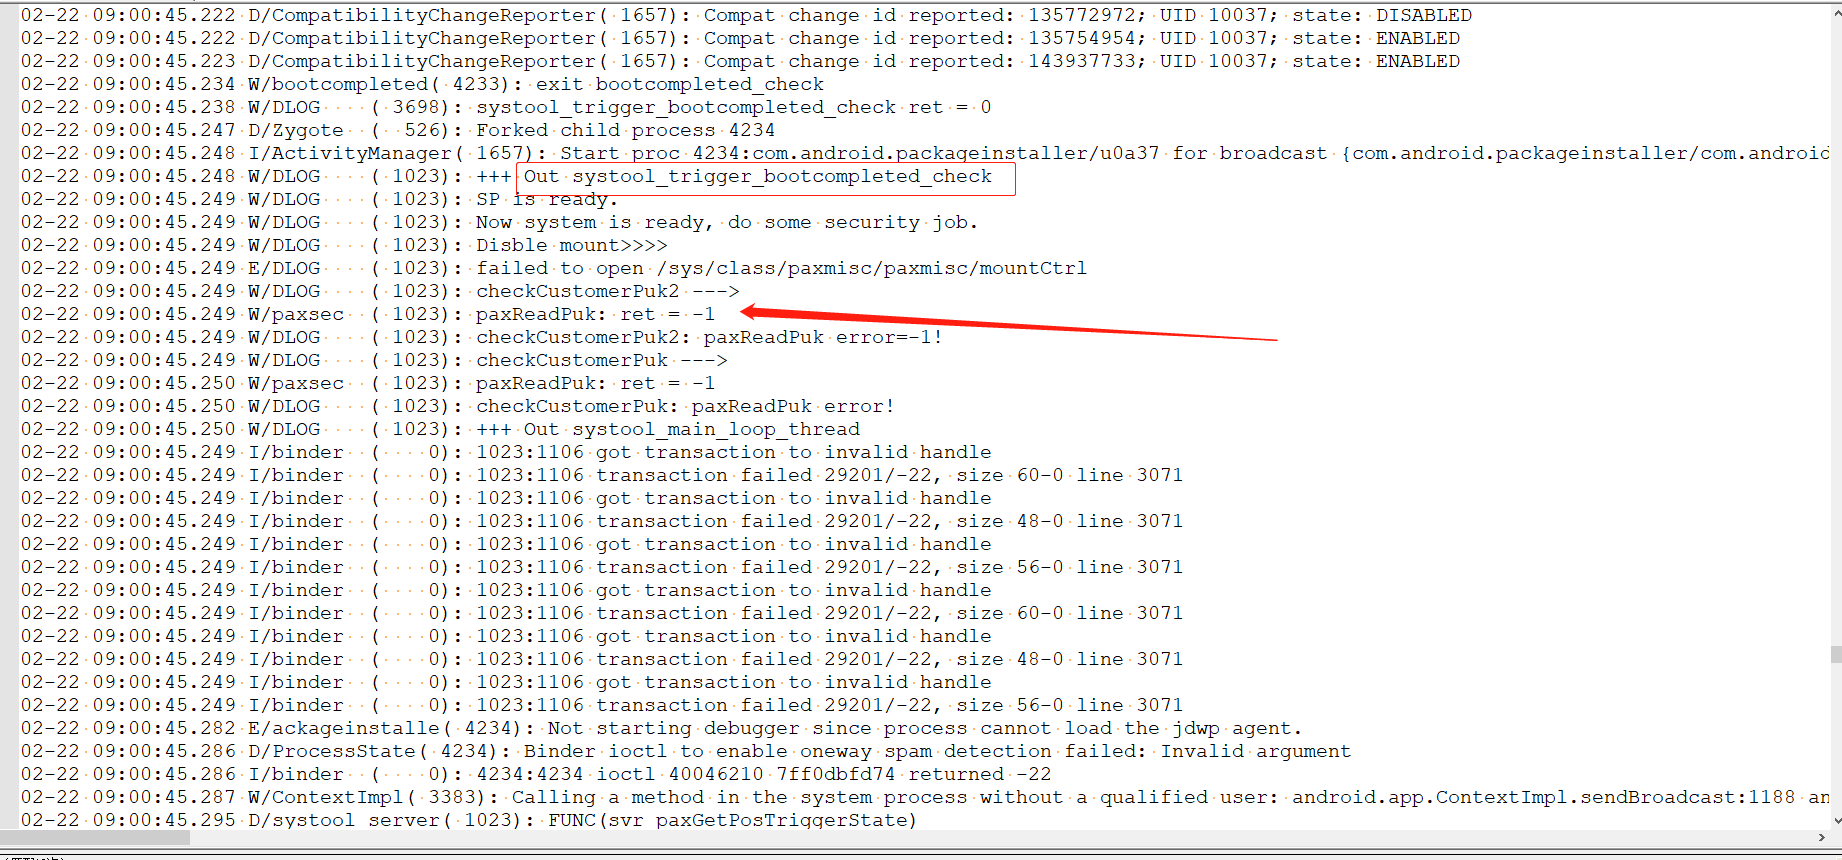 02-22 09:00:45.222 D/CompatibilityChangeReporter( 1657): Compat change id reported: 135772972; UID 10037; state: DISABLED
02-22 09:00:45.222 D/CompatibilityChangeReporter( 1657): Compat change id reported: 135754954; UID 10037; state: ENABLED
02-22 09:00:45.223 D/CompatibilityChangeReporter( 1657): Compat change id reported: 143937733; UID 10037; state: ENABLED
02-22 09:00:45.234 W/bootcompleted( 4233): exit bootcompleted_check
02-22 09:00:45.238 W/DLOG    ( 3698): systool_trigger_bootcompleted_check ret = 0
02-22 09:00:45.247 D/Zygote  (  526): Forked child process 4234
02-22 09:00:45.248 I/ActivityManager( 1657): Start proc 4234:com.android.packageinstaller/u0a37 for broadcast {com.android.packageinstaller/com.android
02-22 09:00:45.248 W/DLOG    ( 1023): +++ Out systool_trigger_bootcompleted_check
02-22 09:00:45.249 W/DLOG    ( 1023): SP is ready.
02-22 09:00:45.249 W/DLOG    ( 1023): Now system is ready, do some security job.
02-22 09:00:45.249 W/DLOG    ( 1023): Disble mount>>>>
02-22 09:00:45.249 E/DLOG    ( 1023): failed to open /sys/class/paxmisc/paxmisc/mountCtrl
02-22 09:00:45.249 W/DLOG    ( 1023): checkCustomerPuk2 --->
02-22 09:00:45.249 W/paxsec  ( 1023): paxReadPuk: ret = -1
02-22 09:00:45.249 W/DLOG    ( 1023): checkCustomerPuk2: paxReadPuk error=-1!
02-22 09:00:45.249 W/DLOG    ( 1023): checkCustomerPuk --->
02-22 09:00:45.250 W/paxsec  ( 1023): paxReadPuk: ret = -1
02-22 09:00:45.250 W/DLOG    ( 1023): checkCustomerPuk: paxReadPuk error!
02-22 09:00:45.250 W/DLOG    ( 1023): +++ Out systool_main_loop_thread
02-22 09:00:45.249 I/binder  (    0): 1023:1106 got transaction to invalid handle
02-22 09:00:45.249 I/binder  (    0): 1023:1106 transaction failed 29201/-22, size 60-0 line 3071
02-22 09:00:45.249 I/binder  (    0): 1023:1106 got transaction to invalid handle
02-22 09:00:45.249 I/binder  (    0): 1023:1106 transaction failed 29201/-22, size 48-0 line 3071
02-22 09:00:45.249 I/binder  (    0): 1023:1106 got transaction to invalid handle
02-22 09:00:45.249 I/binder  (    0): 1023:1106 transaction failed 29201/-22, size 56-0 line 3071
02-22 09:00:45.249 I/binder  (    0): 1023:1106 got transaction to invalid handle
02-22 09:00:45.249 I/binder  (    0): 1023:1106 transaction failed 29201/-22, size 60-0 line 3071
02-22 09:00:45.249 I/binder  (    0): 1023:1106 got transaction to invalid handle
02-22 09:00:45.249 I/binder  (    0): 1023:1106 transaction failed 29201/-22, size 48-0 line 3071
02-22 09:00:45.249 I/binder  (    0): 1023:1106 got transaction to invalid handle
02-22 09:00:45.249 I/binder  (    0): 1023:1106 transaction failed 29201/-22, size 56-0 line 3071
02-22 09:00:45.282 E/ackageinstalle( 4234): Not starting debugger since process cannot load the jdwp agent.
02-22 09:00:45.286 D/ProcessState( 4234): Binder ioctl to enable oneway spam detection failed: Invalid argument
02-22 09:00:45.286 I/binder  (    0): 4234:4234 ioctl 40046210 7ff0dbfd74 returned -22
02-22 09:00:45.287 W/ContextImpl( 3383): Calling a method in the system process without a qualified user: android.app.ContextImpl.sendBroadcast:1188 an
02-22 09:00:45.295 D/systool_server( 1023): FUNC(svr_paxGetPosTriggerState)